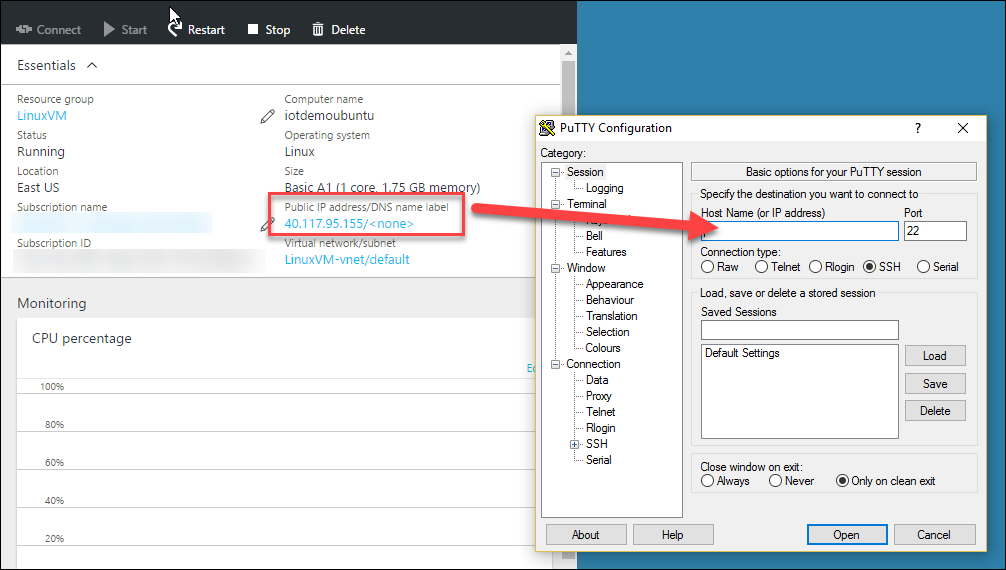 Connect Start Restart Stop Delete
Essentials
Resource group
LinuxVM
Status
Running
Location
East US
Subscription name
Subscription ID
Computer name
iotdemoubuntu
Operating system
Linux
Size
Basic A1 (1 core, 1.75 GB memory)
Public IP address/DNS name label
40.117.95.155/<none>
Virtual network/subnet
LinuxVM-vnet/default
Monitoring
CPU percentage
100%
80%
60%
40%
20%
PuTTY Configuration
Category:
Session
Logging
Terminal
Bell
Features
Window
Appearance
Behaviour
Translation
Selection
Colours
Connection
Data
Proxy
Telnet
Rlogin
SSH
Serial
Basic options for your PuTTY session
Specify the destination you want to connect to
Host Name (or IP address) Port
22
Connection type:
Raw Telnet Rlogin SSH Serial
Load, save or delete a stored session
Saved Sessions
Default Settings
Load
Save
Delete
Close window on exit:
Always Never Only on clean exit
About Help Open Cancel